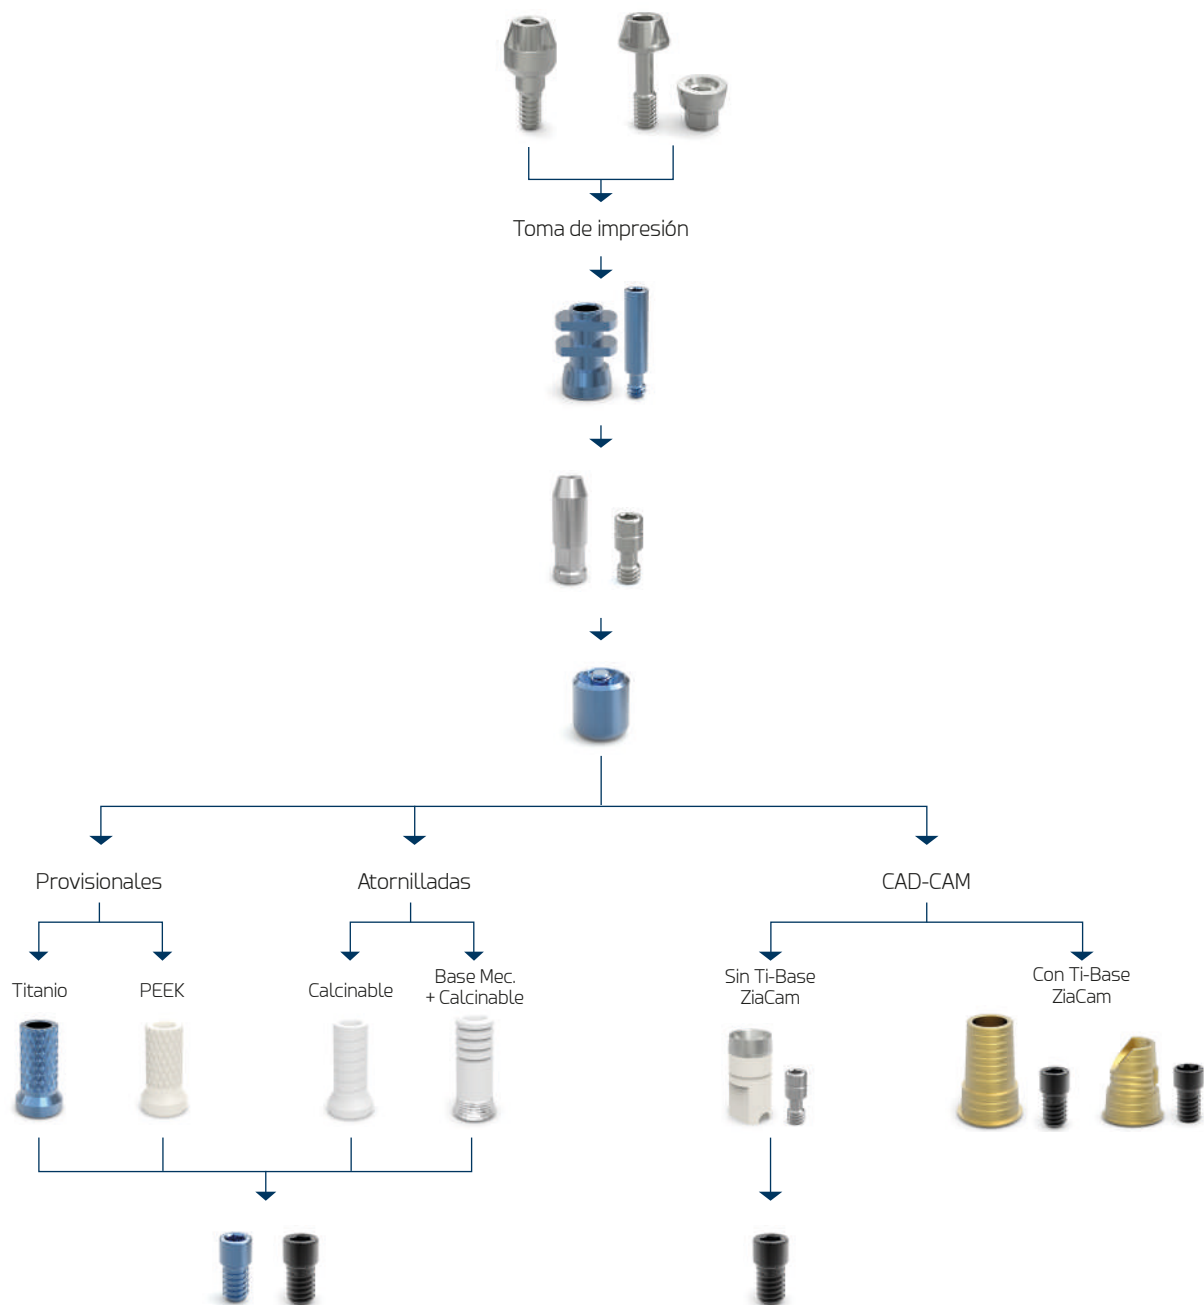 Toma de impresión
Provisionales
Atornilladas
CAD-CAM
Titanio
PEEK
Calcinable
Base Mec.
+ Calcinable
Sin Ti-Base
ZiaCam
Con Ti-Base
ZiaCam